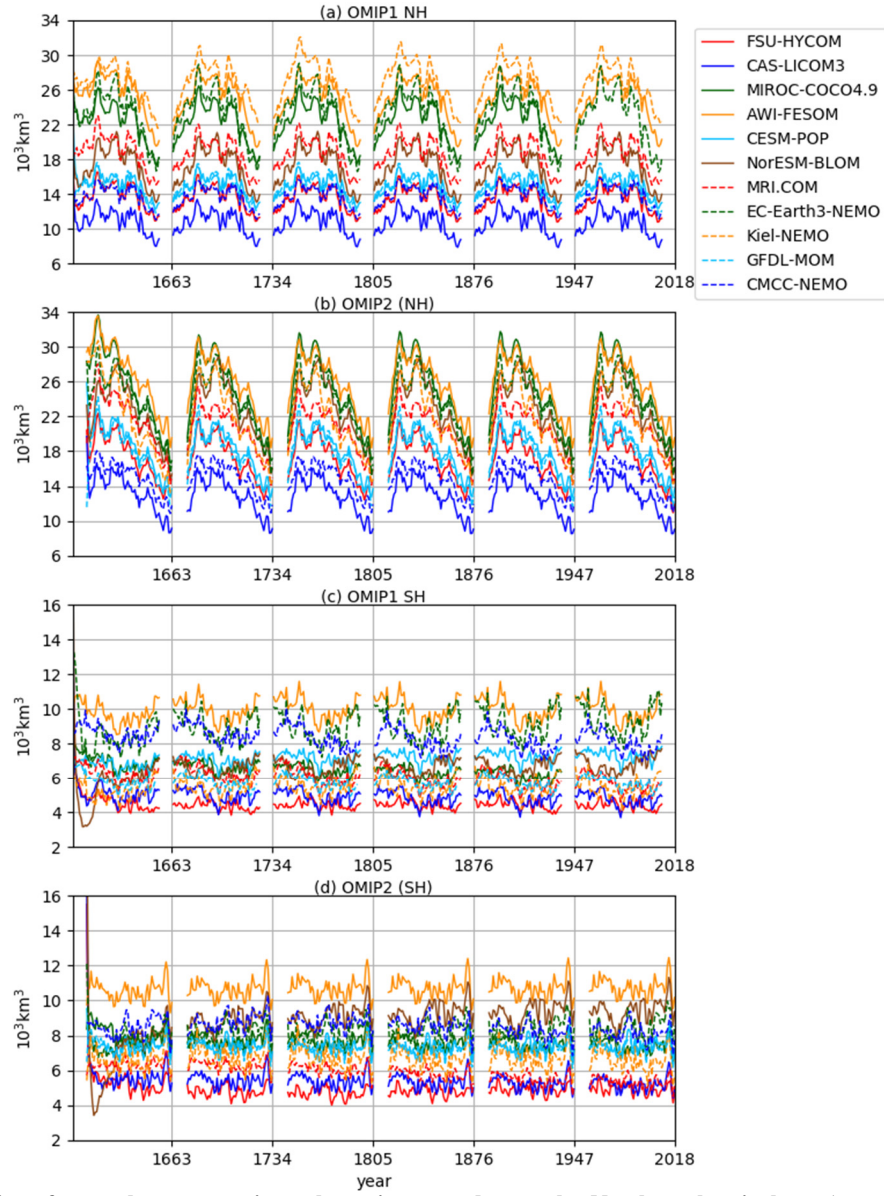 (a) OMIP1 NH
34
30
26
22
18
14
10
6
10³km³
1663 1734 1805 1876 1947 2018
FSU-HYCOM
CAS-LICOM3
MIROC-COCO4.9
AWI-FESOM
CESM-POP
NorESM-BLOM
MRI.COM
EC-Earth3-NEMO
Kiel-NEMO
GFDL-MOM
CMCC-NEMO
(b) OMIP2 (NH)
34
30
26
22
18
14
10
6
10³km³
1663 1734 1805 1876 1947 2018
(c) OMIP1 SH
16
14
12
10
8
6
4
2
10³km³
1663 1734 1805 1876 1947 2018
(d) OMIP2 (SH)
16
14
12
10
8
6
4
2
10³km³
1663 1734 1805 1876 1947 2018
year